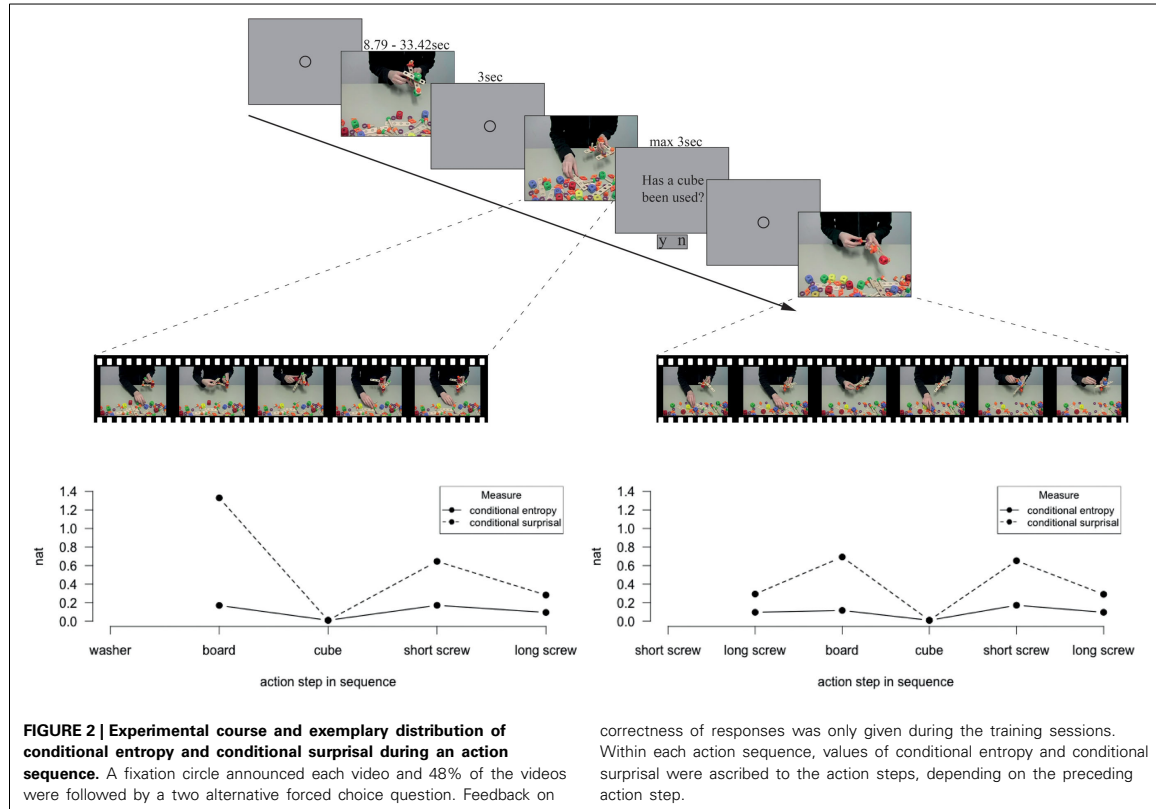 8.79 - 33.42sec
3sec
max 3sec
Has a cube
been used?
y n
1.4
1.2
1.0
0.8
0.6
0.4
0.2
0.0
nat
Measure
conditional entropy
conditional surprisal
washer board cube short screw long screw
action step in sequence
1.4
1.2
1.0
0.8
0.6
0.4
0.2
0.0
nat
Measure
conditional entropy
conditional surprisal
short screw long screw board cube short screw long screw
action step in sequence
FIGURE 2 | Experimental course and exemplary distribution of
conditional entropy and conditional surprisal during an action
sequence. A fixation circle announced each video and 48% of the videos
were followed by a two alternative forced choice question. Feedback on
correctness of responses was only given during the training sessions.
Within each action sequence, values of conditional entropy and conditional
surprisal were ascribed to the action steps, depending on the preceding
action step.